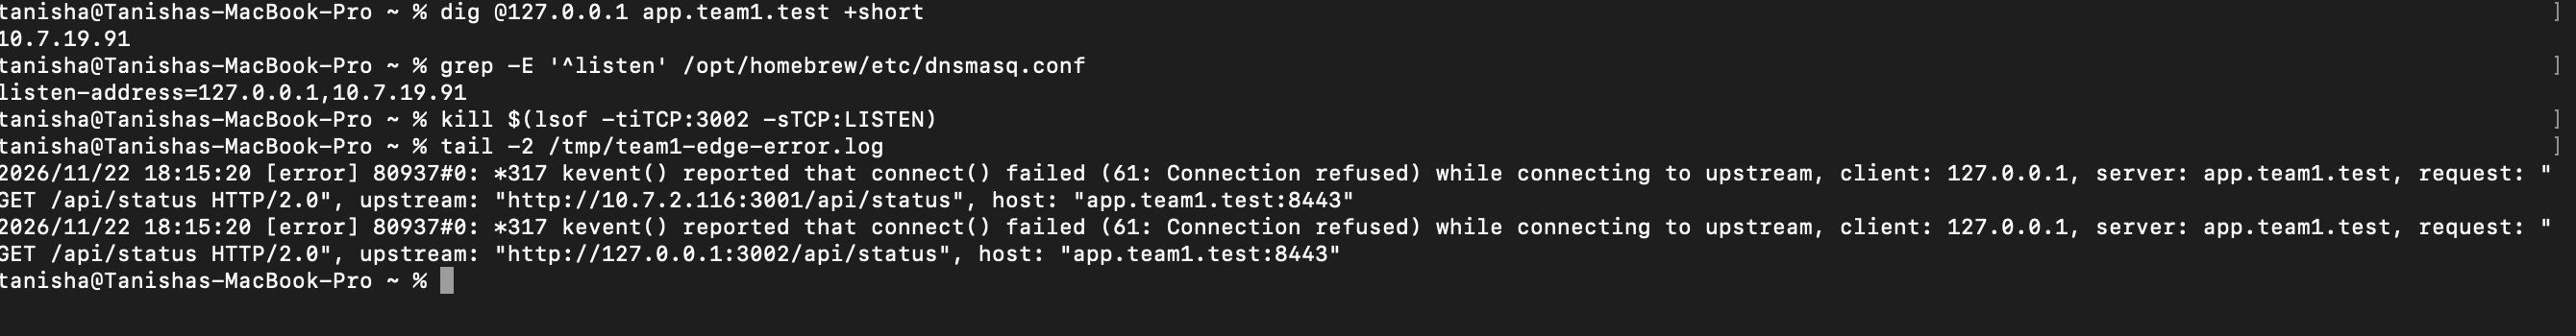 tanisha@Tanishas-MacBook-Pro ~ % dig @127.0.0.1 app.team1.test +short ]
10.7.19.91
tanisha@Tanishas-MacBook-Pro ~ % grep -E '^listen' /opt/homebrew/etc/dnsmasq.conf ]
listen-address=127.0.0.1,10.7.19.91
tanisha@Tanishas-MacBook-Pro ~ % kill $(lsof -tiTCP:3002 -sTCP:LISTEN) ]
tanisha@Tanishas-MacBook-Pro ~ % tail -2 /tmp/team1-edge-error.log ]
2026/11/22 18:15:20 [error] 80937#0: *317 kevent() reported that connect() failed (61: Connection refused) while connecting to upstream, client: 127.0.0.1, server: app.team1.test, request: "
GET /api/status HTTP/2.0", upstream: "http://10.7.2.116:3001/api/status", host: "app.team1.test:8443"
2026/11/22 18:15:20 [error] 80937#0: *317 kevent() reported that connect() failed (61: Connection refused) while connecting to upstream, client: 127.0.0.1, server: app.team1.test, request: "
GET /api/status HTTP/2.0", upstream: "http://127.0.0.1:3002/api/status", host: "app.team1.test:8443"
tanisha@Tanishas-MacBook-Pro ~ %